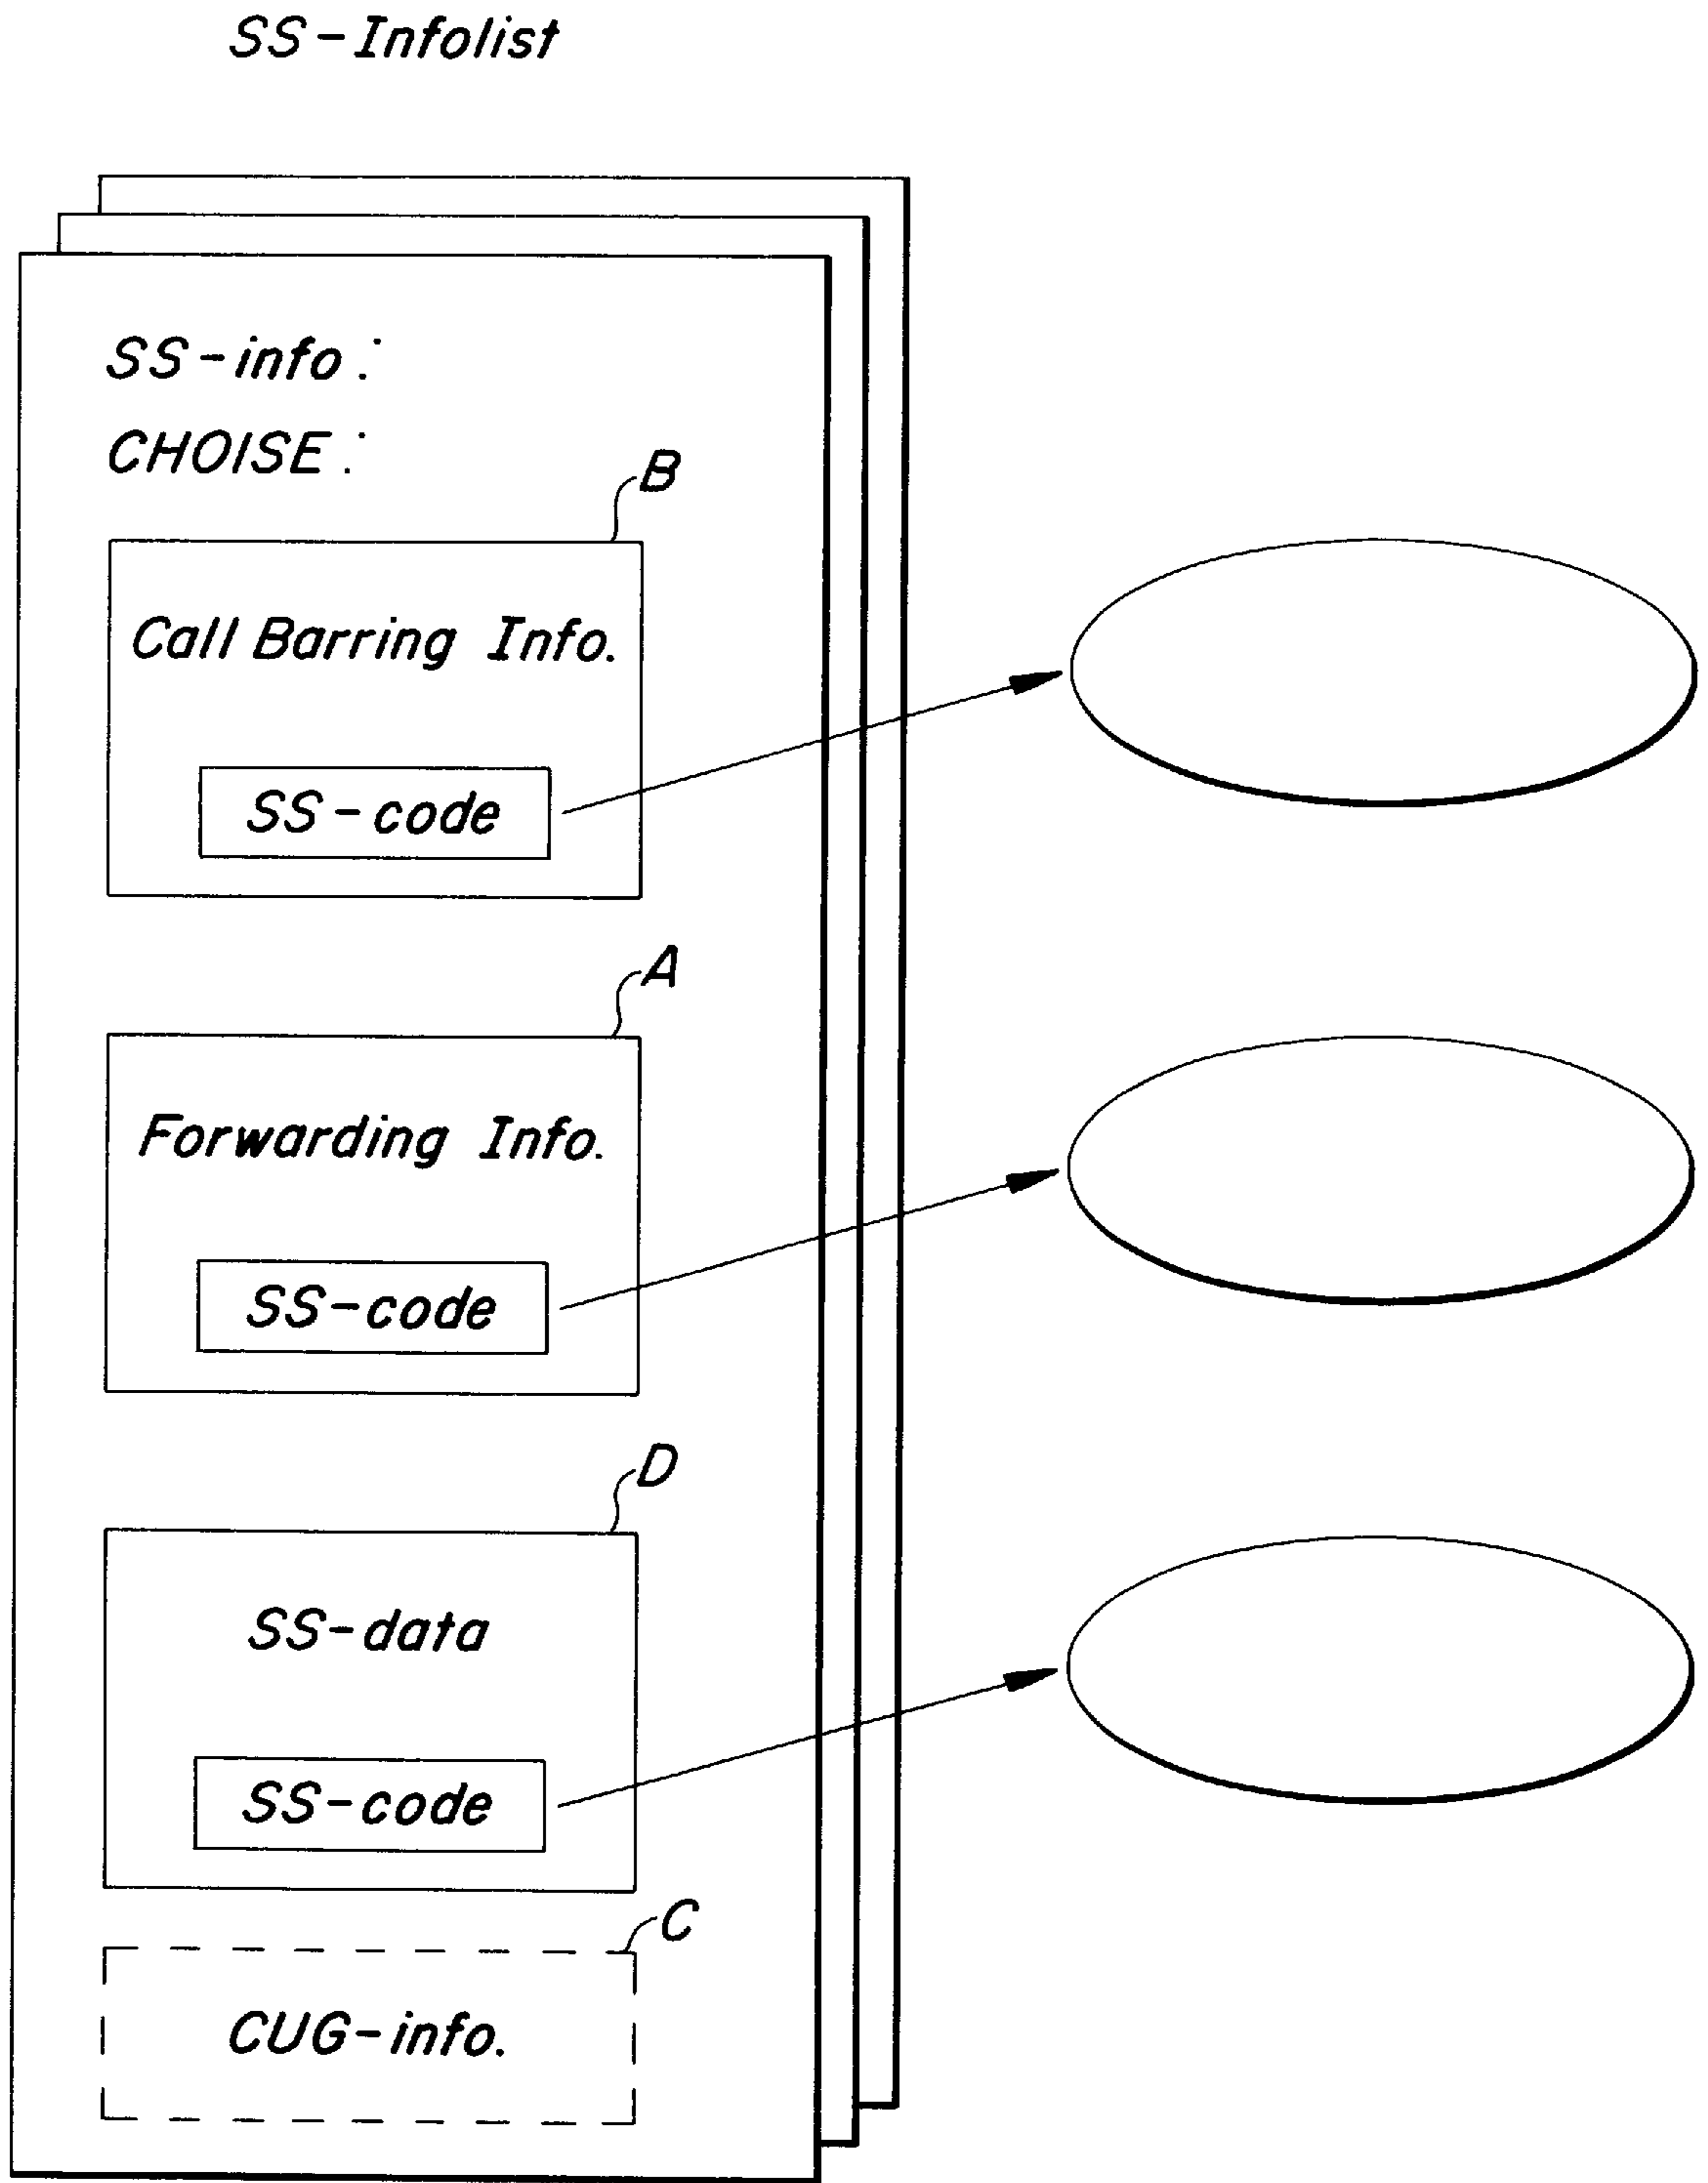 SS-Infolist
SS-info:
CHOISE:
B
Call Barring Info.
SS-code
A
Forwarding Info.
SS-code
D
SS-data
SS-code
C
CUG-info.